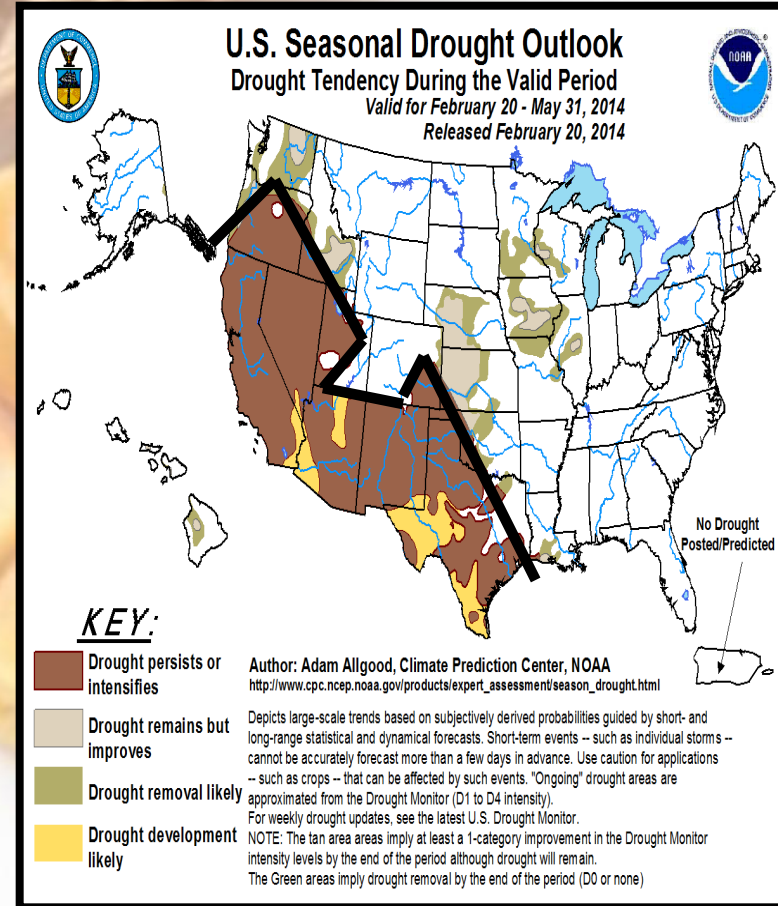 U.S. Seasonal Drought Outlook
Drought Tendency During the Valid Period
Valid for February 20 - May 31, 2014
Released February 20, 2014
NOAA
No Drought
Posted/Predicted
KEY:
Drought persists or
intensifies
Drought remains but
improves
Drought removal likely
Drought development
likely
Author: Adam Allgood, Climate Prediction Center, NOAA
http://www.cpc.ncep.noaa.gov/products/expert_assessment/season_drought.html
Depicts large-scale trends based on subjectively derived probabilities guided by short- and
long-range statistical and dynamical forecasts. Short-term events -- such as individual storms --
cannot be accurately forecast more than a few days in advance. Use caution for applications
-- such as crops -- that can be affected by such events. "Ongoing" drought areas are
approximated from the Drought Monitor (D1 to D4 intensity).
For weekly drought updates, see the latest U.S. Drought Monitor.
NOTE: The tan area areas imply at least a 1-category improvement in the Drought Monitor
intensity levels by the end of the period although drought will remain.
The Green areas imply drought removal by the end of the period (D0 or none)